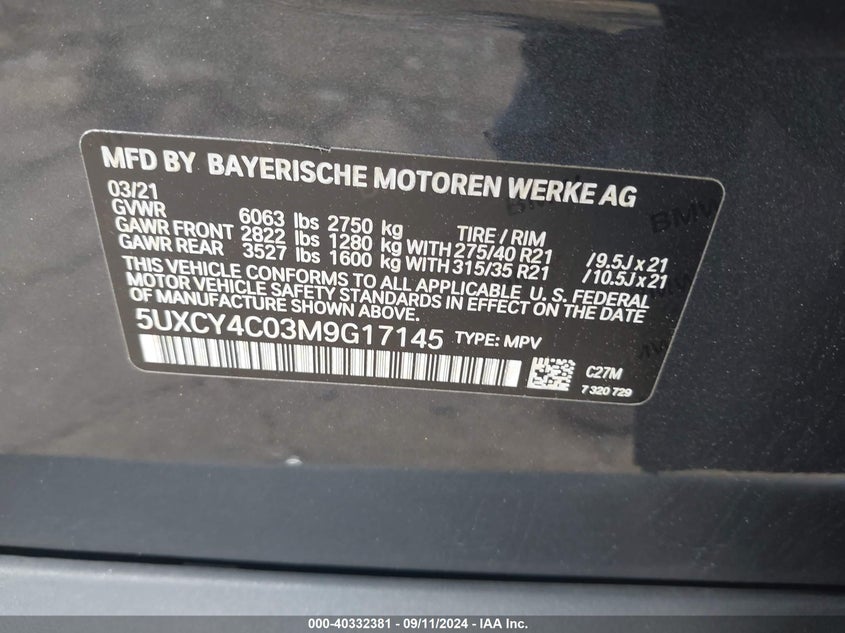 MFD BY BAYERISCHE MOTOREN WERKE AG
03/21
GVWR 6063 lbs 2750 kg TIRE / RIM
GAWR FRONT 2822 lbs 1280 kg WITH 275/40 R21 /9.5J x 21
GAWR REAR 3527 lbs 1600 kg WITH 315/35 R21 /10.5J x 21
THIS VEHICLE CONFORMS TO ALL APPLICABLE U. S. FEDERAL
MOTOR VEHICLE SAFETY STANDARDS IN EFFECT ON THE DATE
OF MANUFACTURE SHOWN ABOVE.
5UXCY4C03M9G17145 TYPE: MPV
C27M
7 320 729
BMW
000-40332381 - 09/11/2024 - IAA Inc.